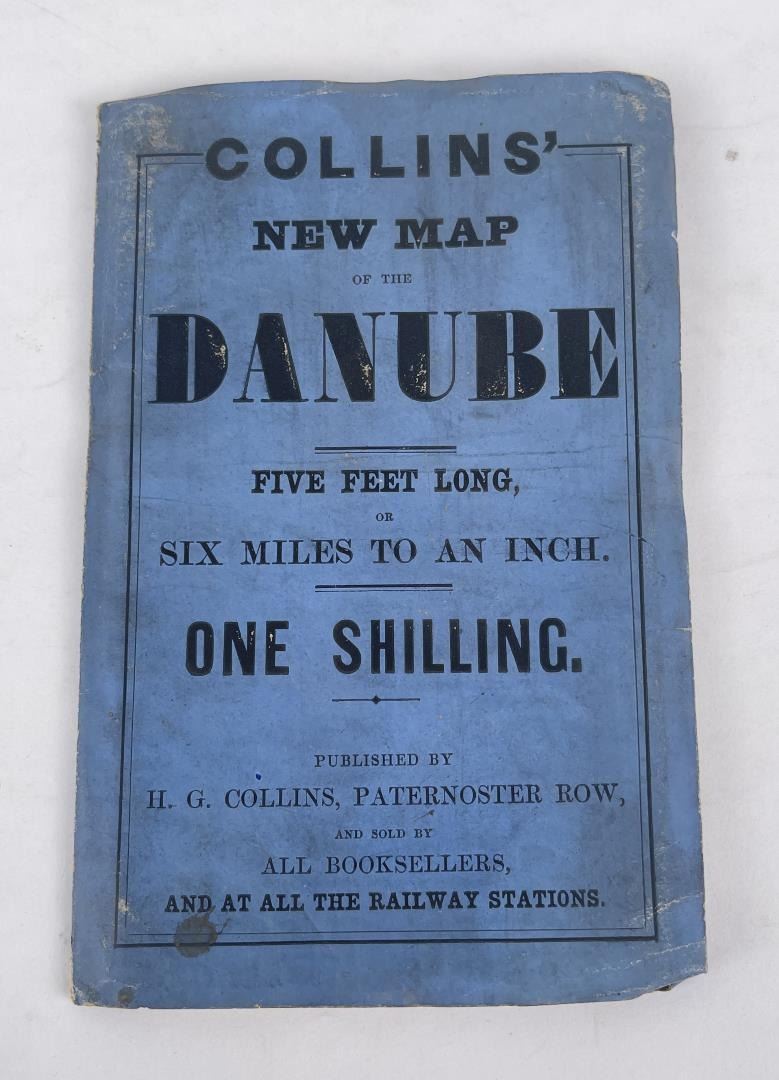 COLLINS'
NEW MAP
OF THE
DANUBE
FIVE FEET LONG,
OR
SIX MILES TO AN INCH.
ONE SHILLING.
PUBLISHED BY
H. G. COLLINS, PATERNOSTER ROW,
AND SOLD BY
ALL BOOKSELLERS,
AND AT ALL THE RAILWAY STATIONS.